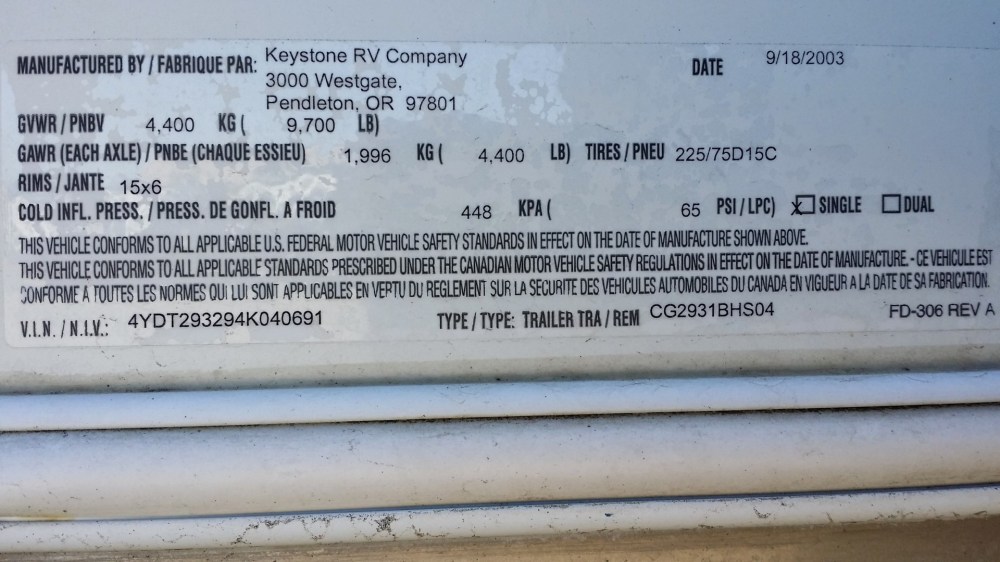 MANUFACTURED BY / FABRIQUE PAR: Keystone RV Company DATE 9/18/2003
3000 Westgate,
Pendleton, OR 97801
GVWR / PNBV 4,400 KG ( 9,700 LB)
GAWR (EACH AXLE) / PNBE (CHAQUE ESSIEU) 1,996 KG ( 4,400 LB) TIRES / PNEU 225/75D15C
RIMS / JANTE 15x6
COLD INFL. PRESS. / PRESS. DE GONFL. A FROID 448 KPA ( 65 PSI / LPC) x☐ SINGLE ☐ DUAL
THIS VEHICLE CONFORMS TO ALL APPLICABLE U.S. FEDERAL MOTOR VEHICLE SAFETY STANDARDS IN EFFECT ON THE DATE OF MANUFACTURE SHOWN ABOVE.
THIS VEHICLE CONFORMS TO ALL APPLICABLE STANDARDS PRESCRIBED UNDER THE CANADIAN MOTOR VEHICLE SAFETY REGULATIONS IN EFFECT ON THE DATE OF MANUFACTURE. - CE VEHICULE EST
CONFORME A TOUTES LES NORMES QUI LUI SONT APPLICABLES EN VERTU DU REGLEMENT SUR LA SECURITE DES VEHICULES AUTOMOBILES DU CANADA EN VIGUEUR A LA DATE DE SA FABRICATION.
V.I.N. / N.I.V.: 4YDT293294K040691 TYPE / TYPE: TRAILER TRA / REM CG2931BHS04 FD-306 REV A